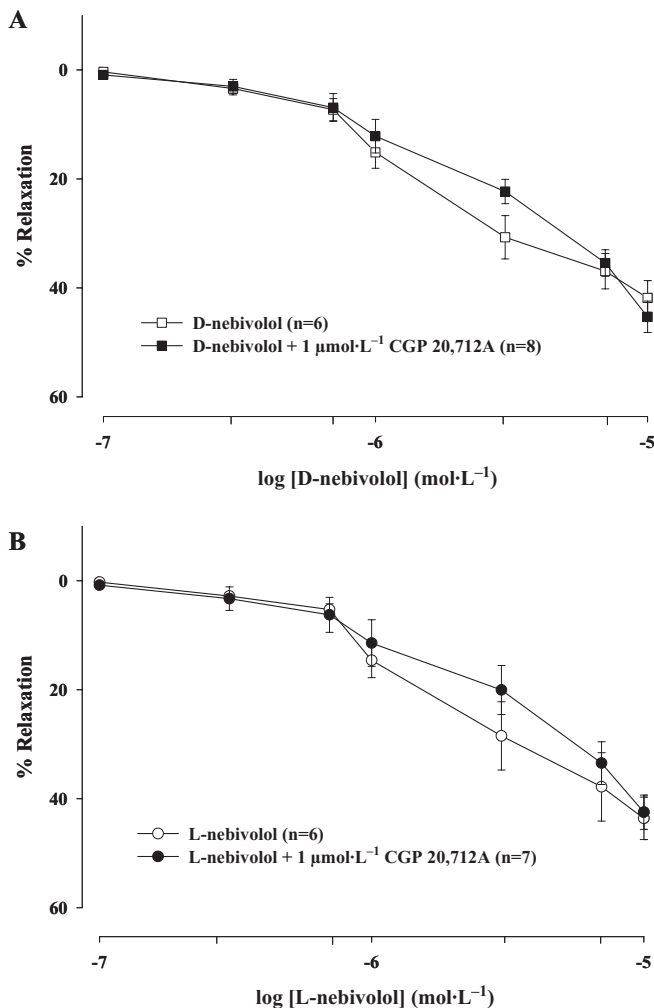 A
0
20
40
60
% Relaxation
D-nebivolol (n=6)
D-nebivolol + 1 μmol·L⁻¹ CGP 20,712A (n=8)
-7 -6 -5
log [D-nebivolol] (mol·L⁻¹)
B
0
20
40
60
% Relaxation
L-nebivolol (n=6)
L-nebivolol + 1 μmol·L⁻¹ CGP 20,712A (n=7)
-7 -6 -5
log [L-nebivolol] (mol·L⁻¹)